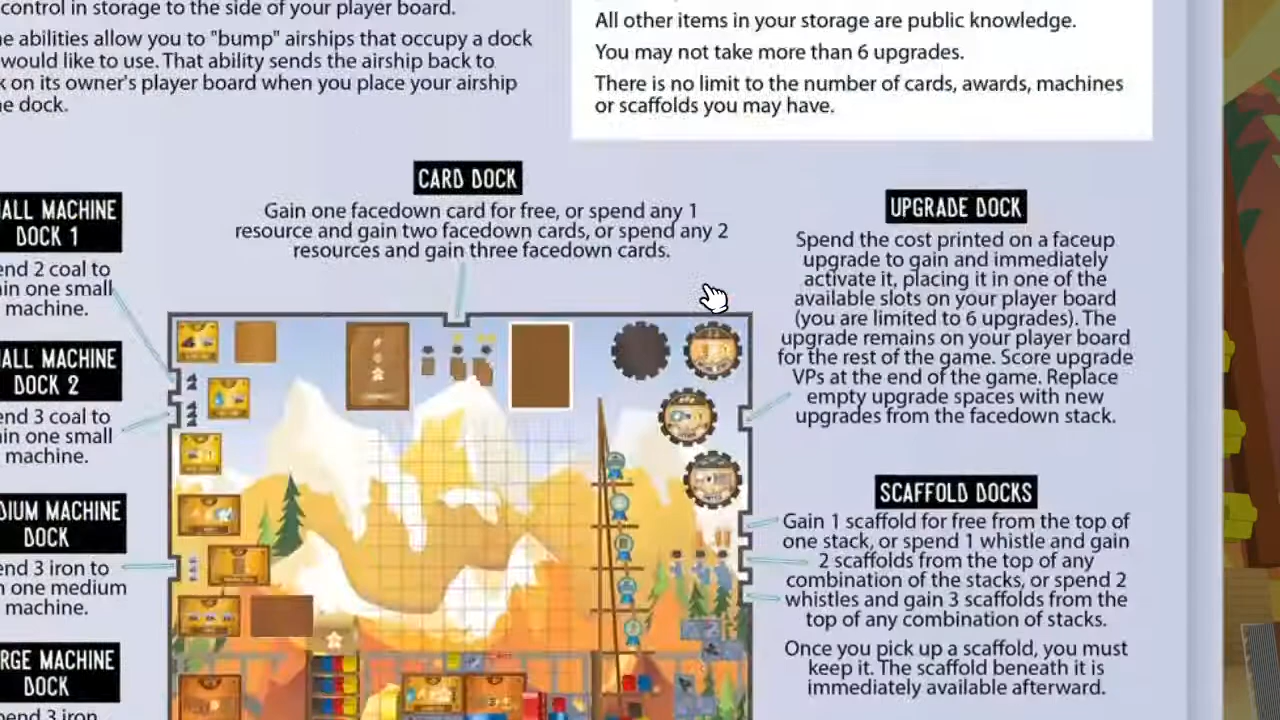 control in storage to the side of your player board.
e abilities allow you to "bump" airships that occupy a dock
would like to use. That ability sends the airship back to
k on its owner's player board when you place your airship
e dock.
All other items in your storage are public knowledge.
You may not take more than 6 upgrades.
There is no limit to the number of cards, awards, machines
or scaffolds you may have.
ALL MACHINE
DOCK 1
end 2 coal to
in one small
machine.
ALL MACHINE
DOCK 2
end 3 coal to
in one small
machine.
DIUM MACHINE
DOCK
end 3 iron to
n one medium
machine.
RGE MACHINE
DOCK
pend 3 iron
CARD DOCK
Gain one facedown card for free, or spend any 1
resource and gain two facedown cards, or spend any 2
resources and gain three facedown cards.
UPGRADE DOCK
Spend the cost printed on a faceup
upgrade to gain and immediately
activate it, placing it in one of the
available slots on your player board
(you are limited to 6 upgrades). The
upgrade remains on your player board
for the rest of the game. Score upgrade
VPs at the end of the game. Replace
empty upgrade spaces with new
upgrades from the facedown stack.
SCAFFOLD DOCKS
Gain 1 scaffold for free from the top of
one stack, or spend 1 whistle and gain
2 scaffolds from the top of any
combination of the stacks, or spend 2
whistles and gain 3 scaffolds from the
top of any combination of stacks.
Once you pick up a scaffold, you must
keep it. The scaffold beneath it is
immediately available afterward.